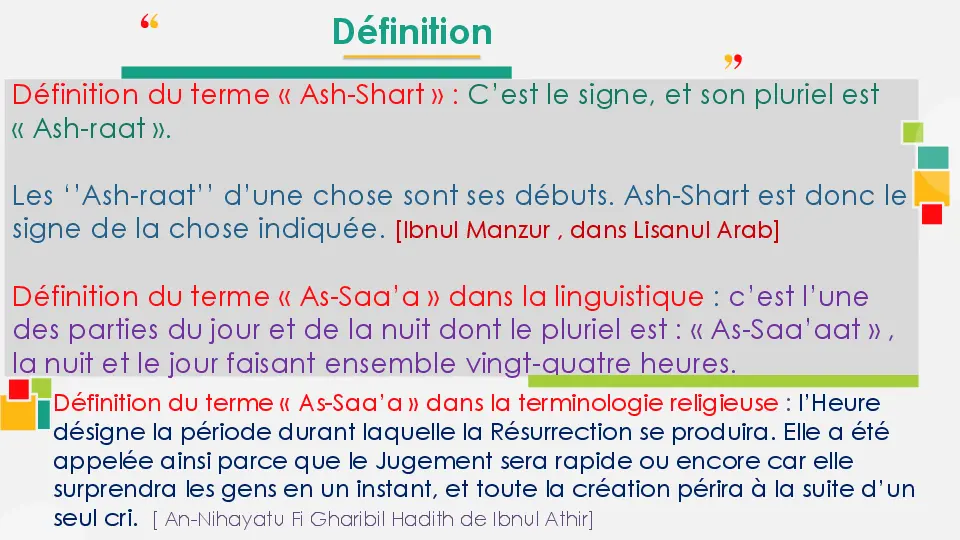 “
Définition
”
Définition du terme « Ash-Shart » : C’est le signe, et son pluriel est
« Ash-raat ».
Les ‘’Ash-raat’’ d’une chose sont ses débuts. Ash-Shart est donc le
signe de la chose indiquée. [Ibnul Manzur , dans Lisanul Arab]
Définition du terme « As-Saa’a » dans la linguistique : c’est l’une
des parties du jour et de la nuit dont le pluriel est : « As-Saa’aat » ,
la nuit et le jour faisant ensemble vingt-quatre heures.
Définition du terme « As-Saa’a » dans la terminologie religieuse : l’Heure
désigne la période durant laquelle la Résurrection se produira. Elle a été
appelée ainsi parce que le Jugement sera rapide ou encore car elle
surprendra les gens en un instant, et toute la création périra à la suite d’un
seul cri. [ An-Nihayatu Fi Gharibil Hadith de Ibnul Athir]